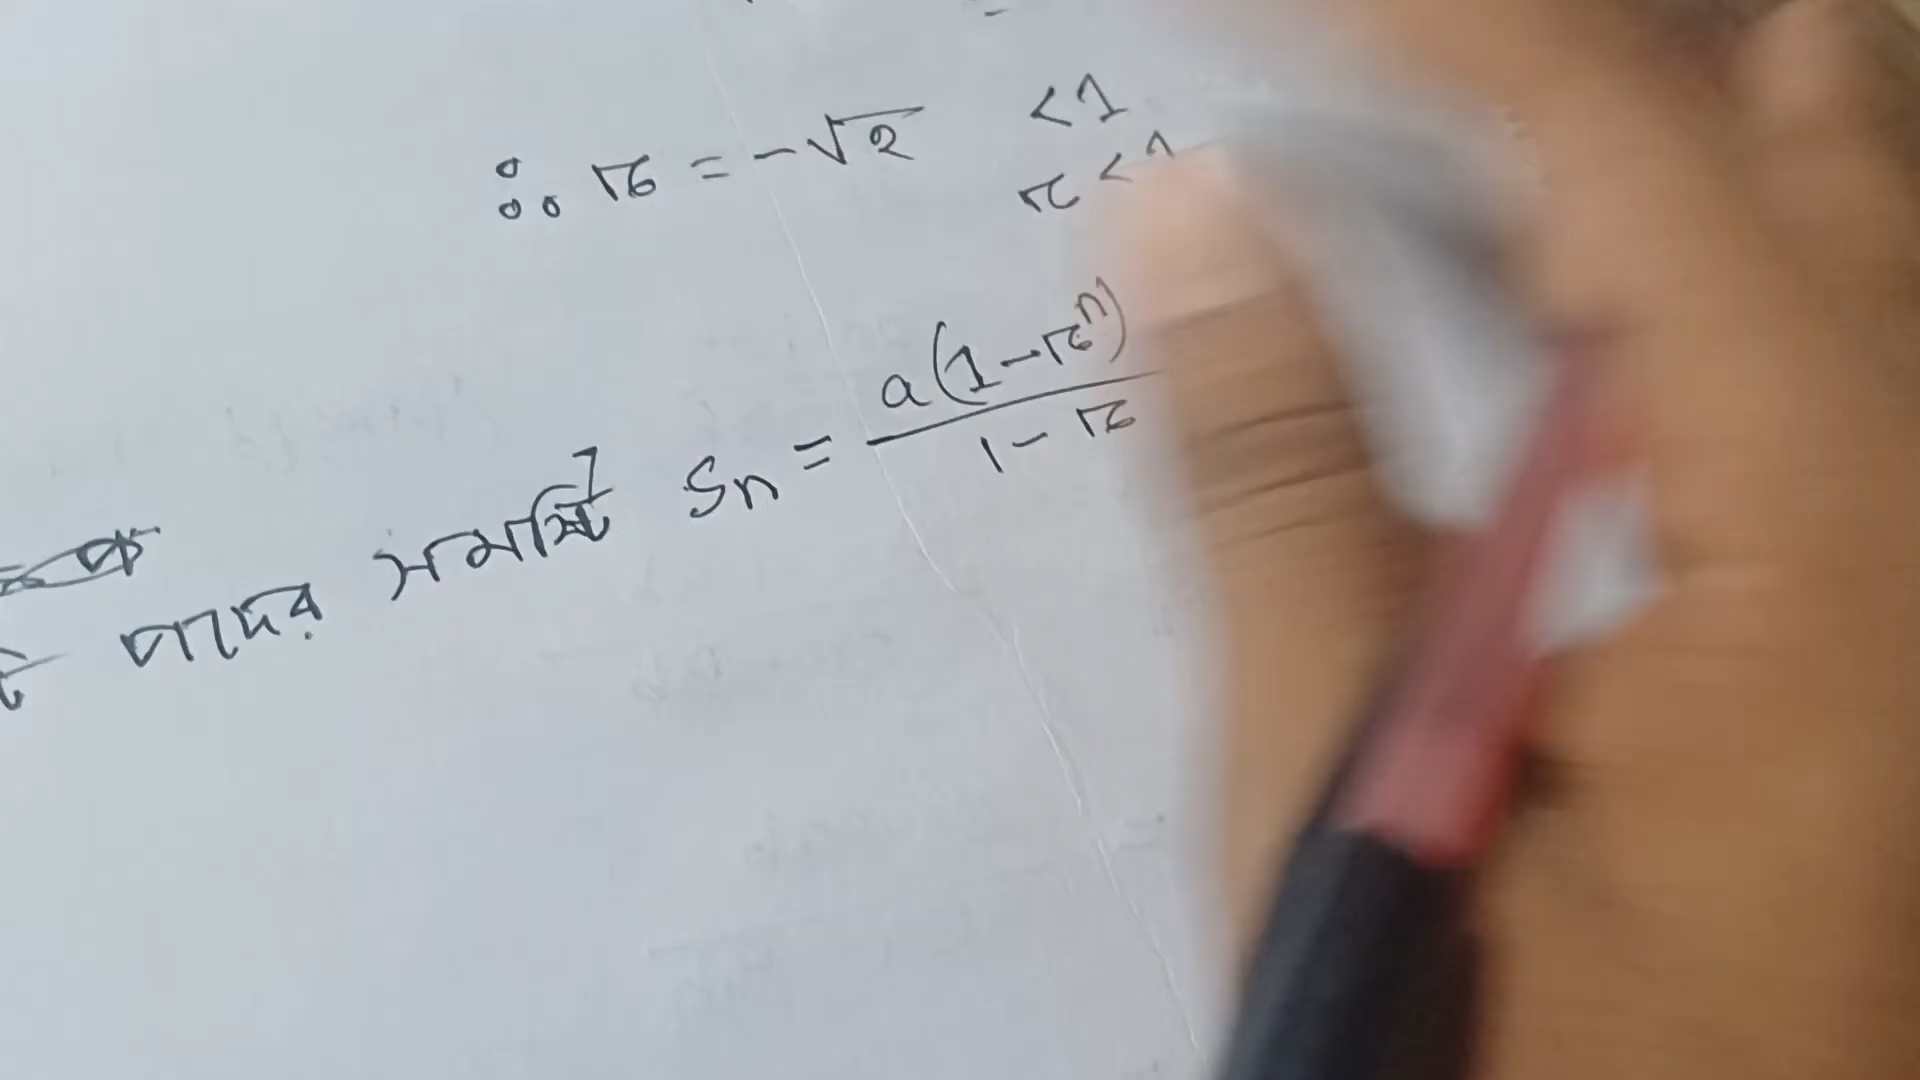 ∴ r = -√2 <1
r < 1
পদের সমষ্টি Sn = a(1-rⁿ) / 1-r